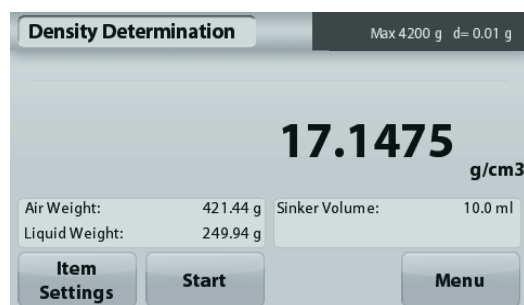 Density Determination Max 4200 g d= 0.01 g
17.1475 g/cm3
Air Weight: 421.44 g Sinker Volume: 10.0 ml
Liquid Weight: 249.94 g
Item Settings
Start
Menu